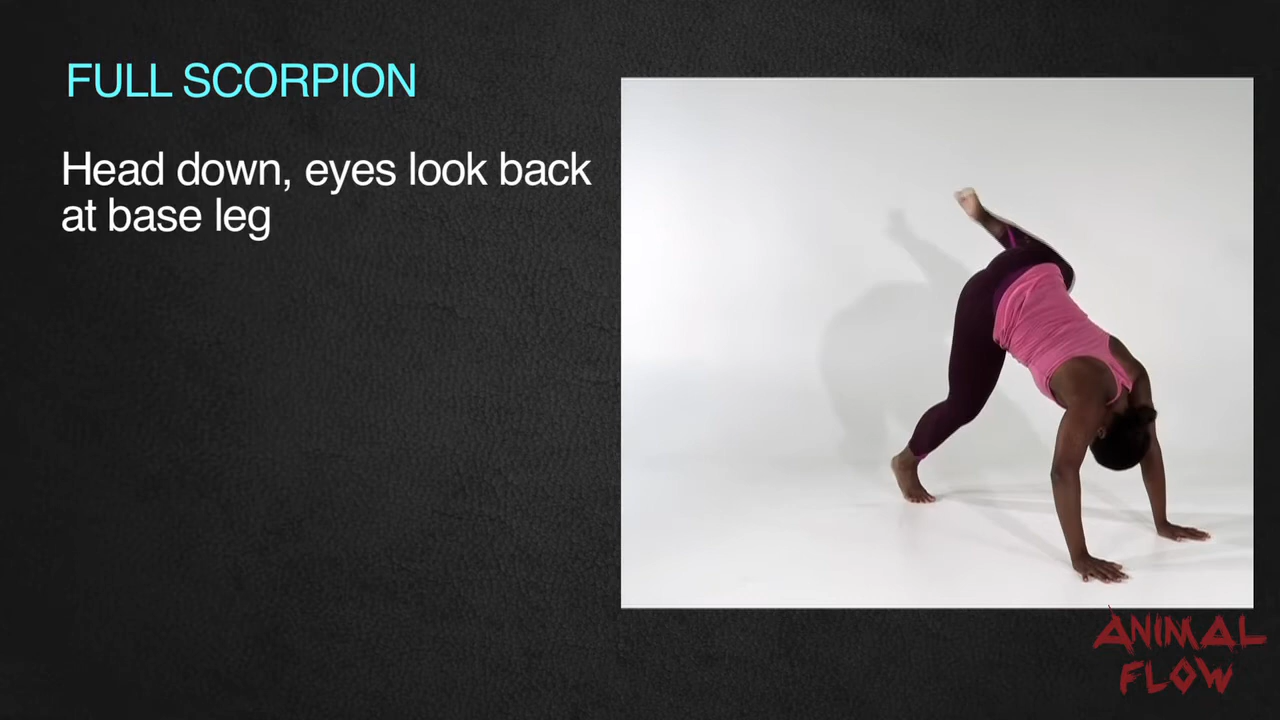 FULL SCORPION
Head down, eyes look back
at base leg
ANIMAL
FLOW